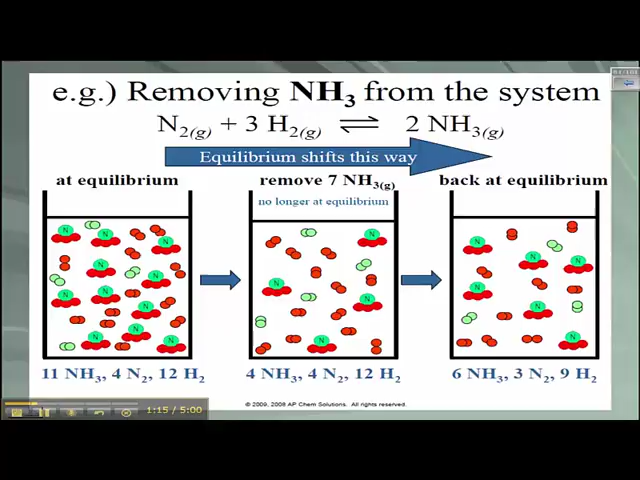 e.g.) Removing NH3 from the system
N2(g) + 3 H2(g) ⇌ 2 NH3(g)
Equilibrium shifts this way
at equilibrium
remove 7 NH3(g)
no longer at equilibrium
back at equilibrium
N N N N N N N N N N N
N N N N
N N N N N N
11 NH3, 4 N2, 12 H2
4 NH3, 4 N2, 12 H2
6 NH3, 3 N2, 9 H2
© 2009, 2008 AP Chem Solutions. All rights reserved.
1:15 / 5:00